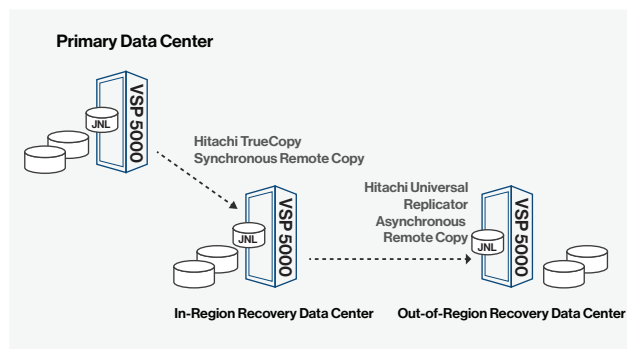 Primary Data Center
JNL
VSP 5000
Hitachi TrueCopy
Synchronous Remote Copy
Hitachi Universal
Replicator
Asynchronous
Remote Copy
JNL
VSP 5000
JNL
VSP 5000
In-Region Recovery Data Center
Out-of-Region Recovery Data Center